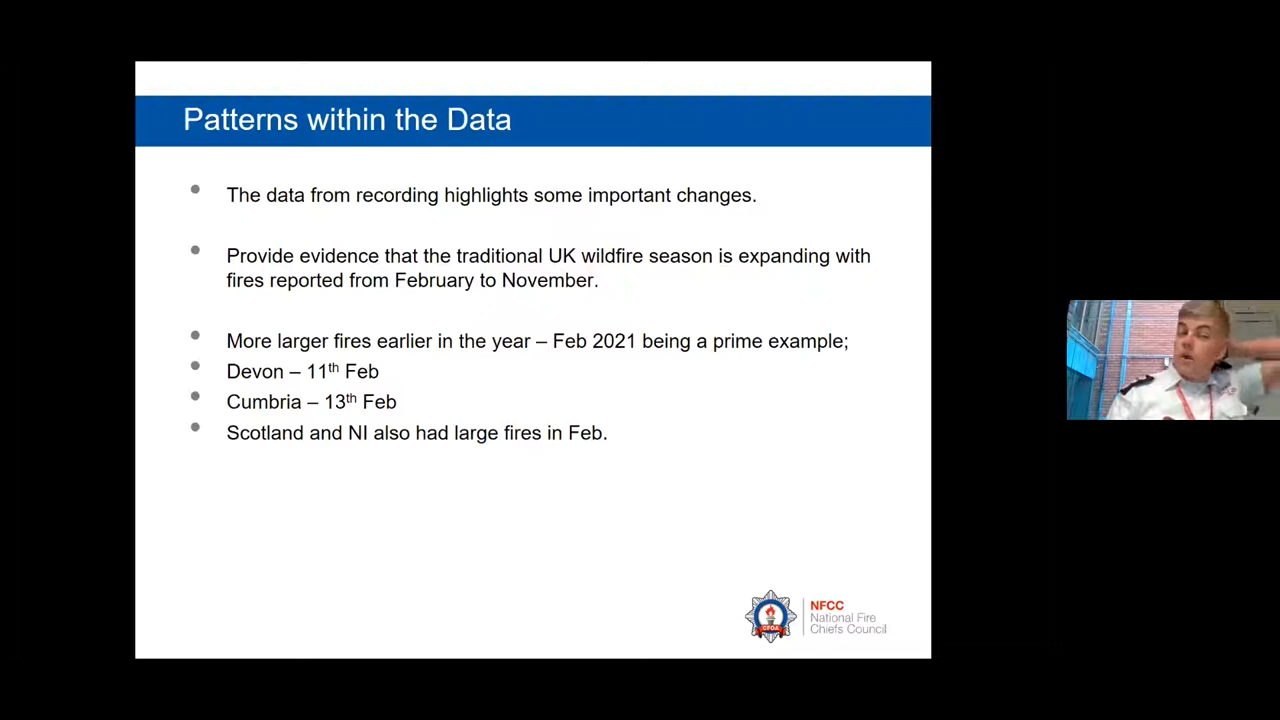 Patterns within the Data
The data from recording highlights some important changes.
Provide evidence that the traditional UK wildfire season is expanding with
fires reported from February to November.
More larger fires earlier in the year – Feb 2021 being a prime example;
Devon – 11th Feb
Cumbria – 13th Feb
Scotland and NI also had large fires in Feb.
CFOA
NFCC
National Fire
Chiefs Council